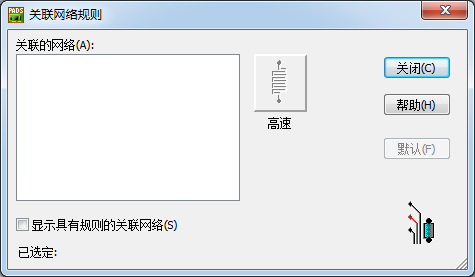 PADS
关联网络规则
关联的网络(A):
高速
关闭(C)
帮助(H)
默认(F)
显示具有规则的关联网络(S)
已选定: